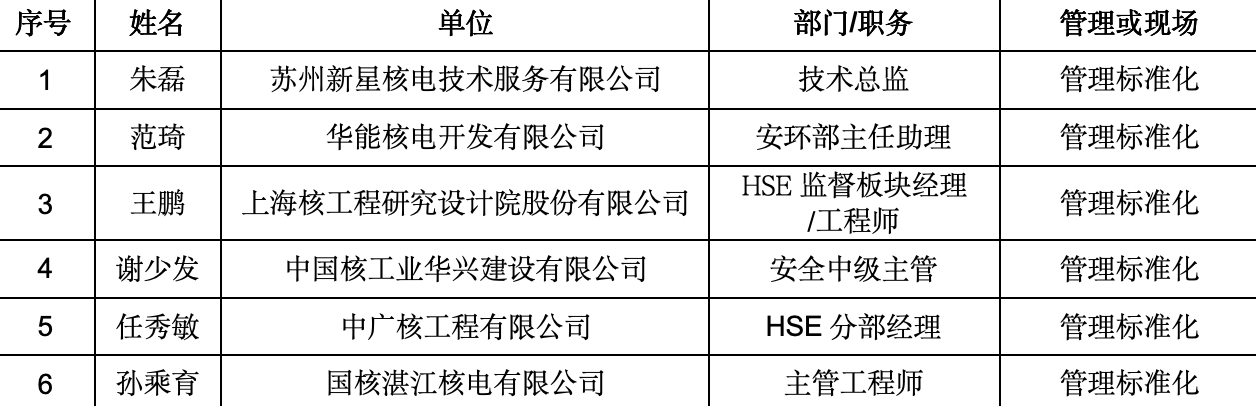 序号 姓名 单位 部门/职务 管理或现场
1 朱磊 苏州新星核电技术服务有限公司 技术总监 管理标准化
2 范琦 华能核电开发有限公司 安环部主任助理 管理标准化
3 王鹏 上海核工程研究设计院股份有限公司 HSE 监督板块经理
/工程师 管理标准化
4 谢少发 中国核工业华兴建设有限公司 安全中级主管 管理标准化
5 任秀敏 中广核工程有限公司 HSE 分部经理 管理标准化
6 孙乘育 国核湛江核电有限公司 主管工程师 管理标准化